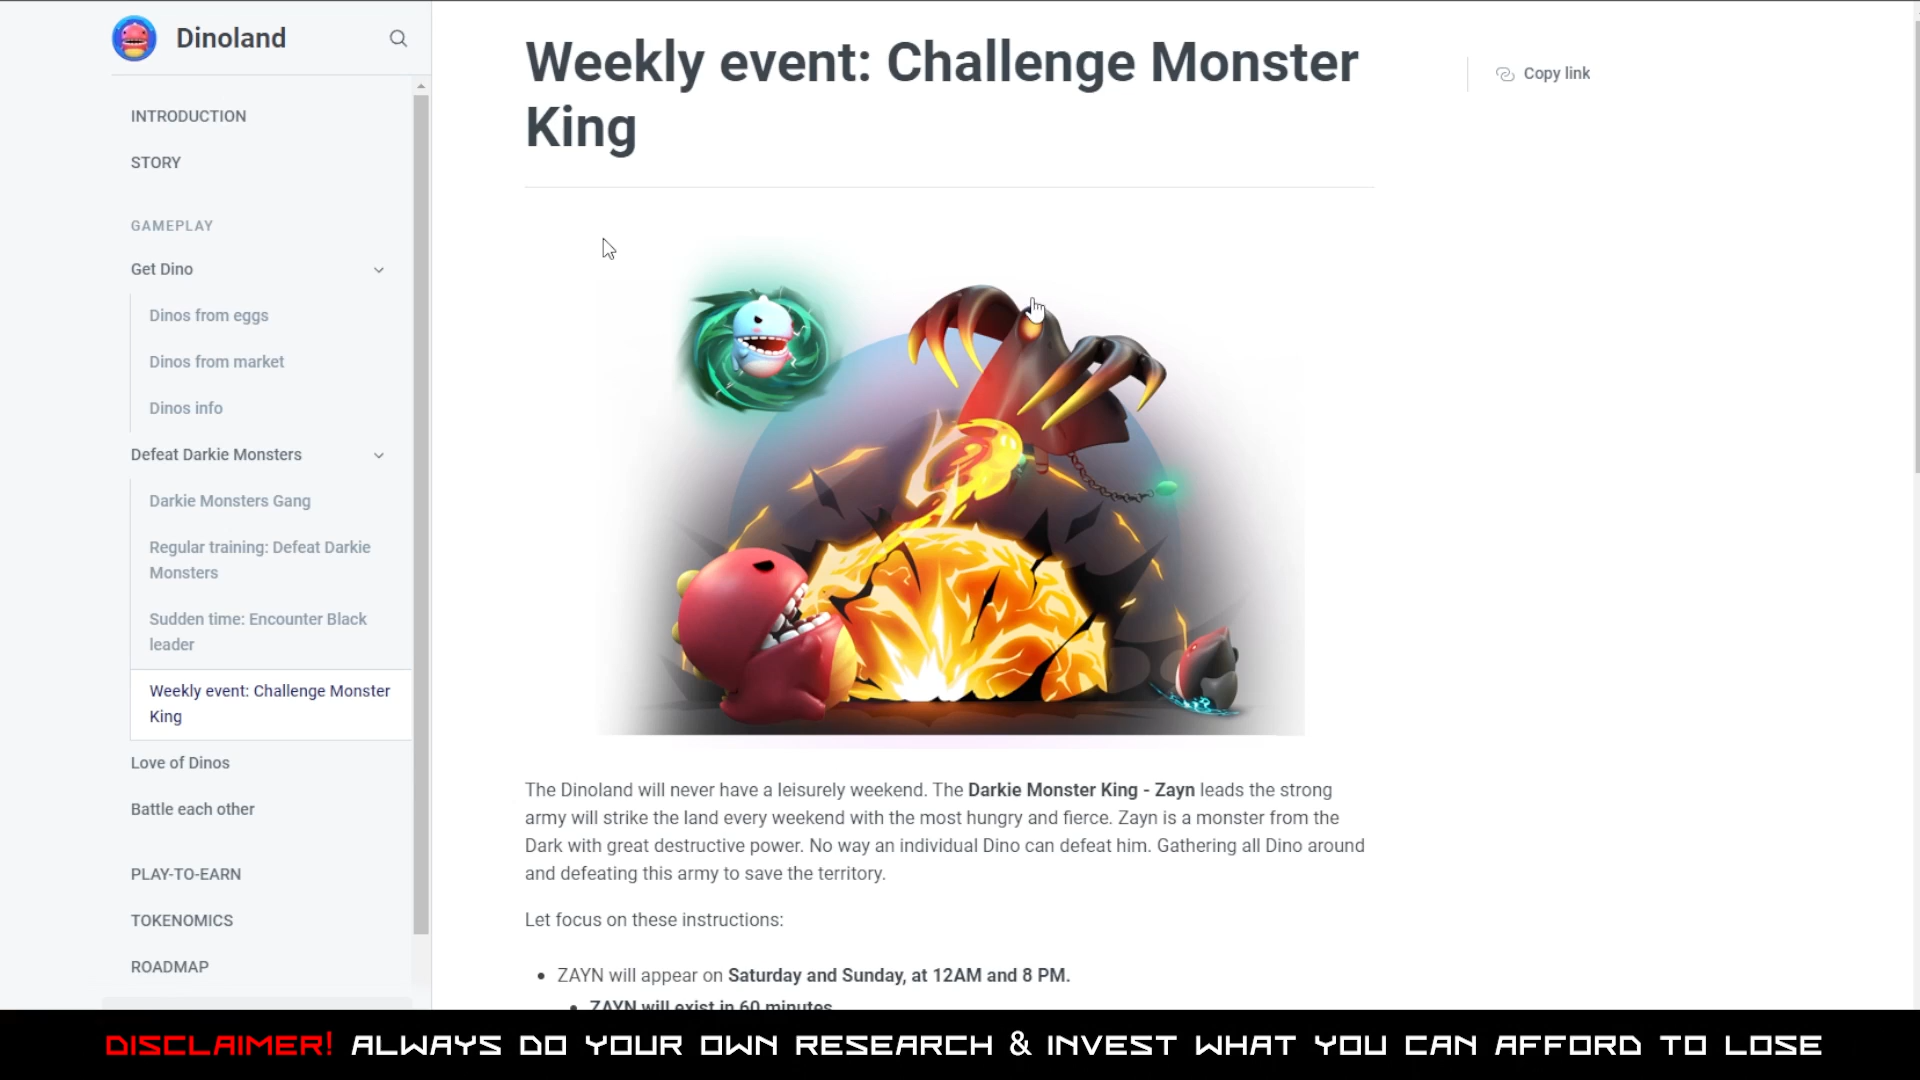 Dinoland
INTRODUCTION
STORY
GAMEPLAY
Get Dino
Dinos from eggs
Dinos from market
Dinos info
Defeat Darkie Monsters
Darkie Monsters Gang
Regular training: Defeat Darkie
Monsters
Sudden time: Encounter Black
leader
Weekly event: Challenge Monster
King
Love of Dinos
Battle each other
PLAY-TO-EARN
TOKENOMICS
ROADMAP
Weekly event: Challenge Monster
King
Copy link
The Dinoland will never have a leisurely weekend. The Darkie Monster King - Zayn leads the strong
army will strike the land every weekend with the most hungry and fierce. Zayn is a monster from the
Dark with great destructive power. No way an individual Dino can defeat him. Gathering all Dino around
and defeating this army to save the territory.
Let focus on these instructions:
• ZAYN will appear on Saturday and Sunday, at 12AM and 8 PM.
• ZAYN will exist in 60 minutes
DISCLAIMER! ALWAYS DO YOUR OWN RESEARCH & INVEST WHAT YOU CAN AFFORD TO LOSE